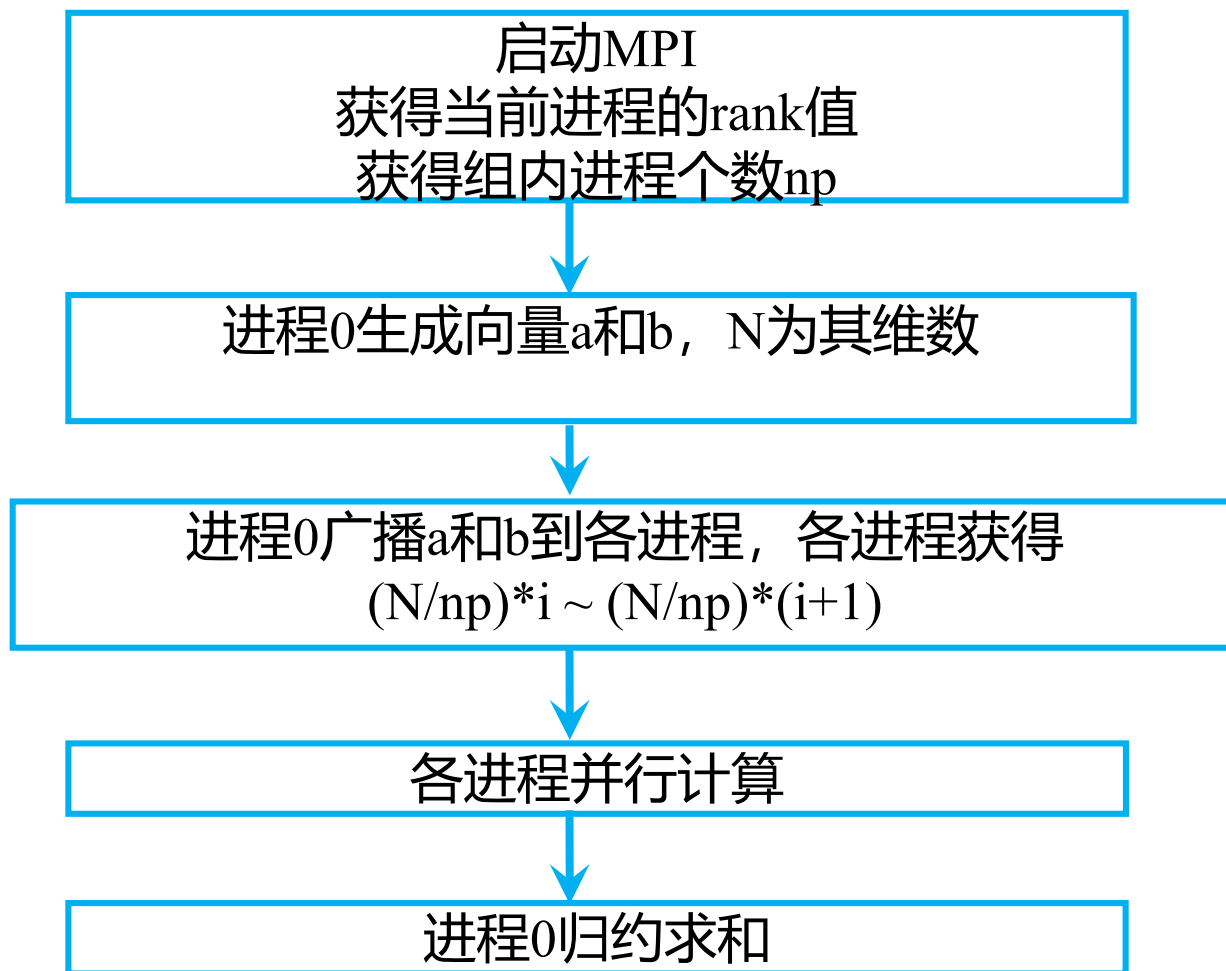 启动MPI
获得当前进程的rank值
获得组内进程个数np
进程0生成向量a和b，N为其维数
进程0广播a和b到各进程，各进程获得
(N/np)*i ~ (N/np)*(i+1)
各进程并行计算
进程0归约求和